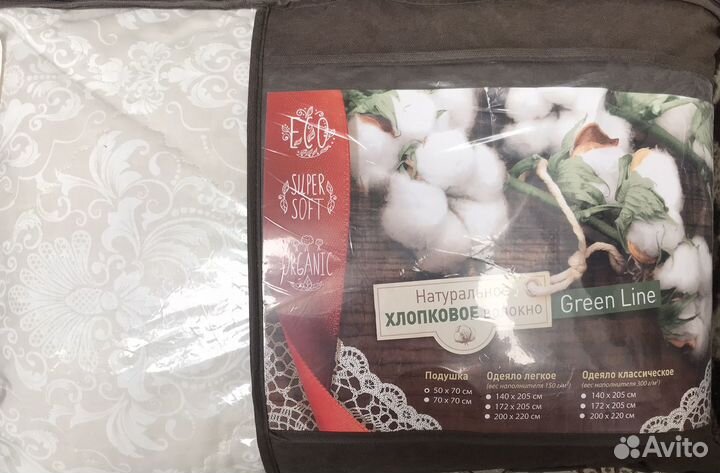 ECO
SUPER
SOFT
ORGANIC
Натуральное
ХЛОПКОВОЕ волокно
Green Line
Подушка
50 x 70 см
70 x 70 см
Одеяло легкое
(вес наполнителя 150 г/м²)
140 x 205 см
172 x 205 см
200 x 220 см
Одеяло классическое
(вес наполнителя 300 г/м²)
140 x 205 см
172 x 205 см
200 x 220 см
Avito